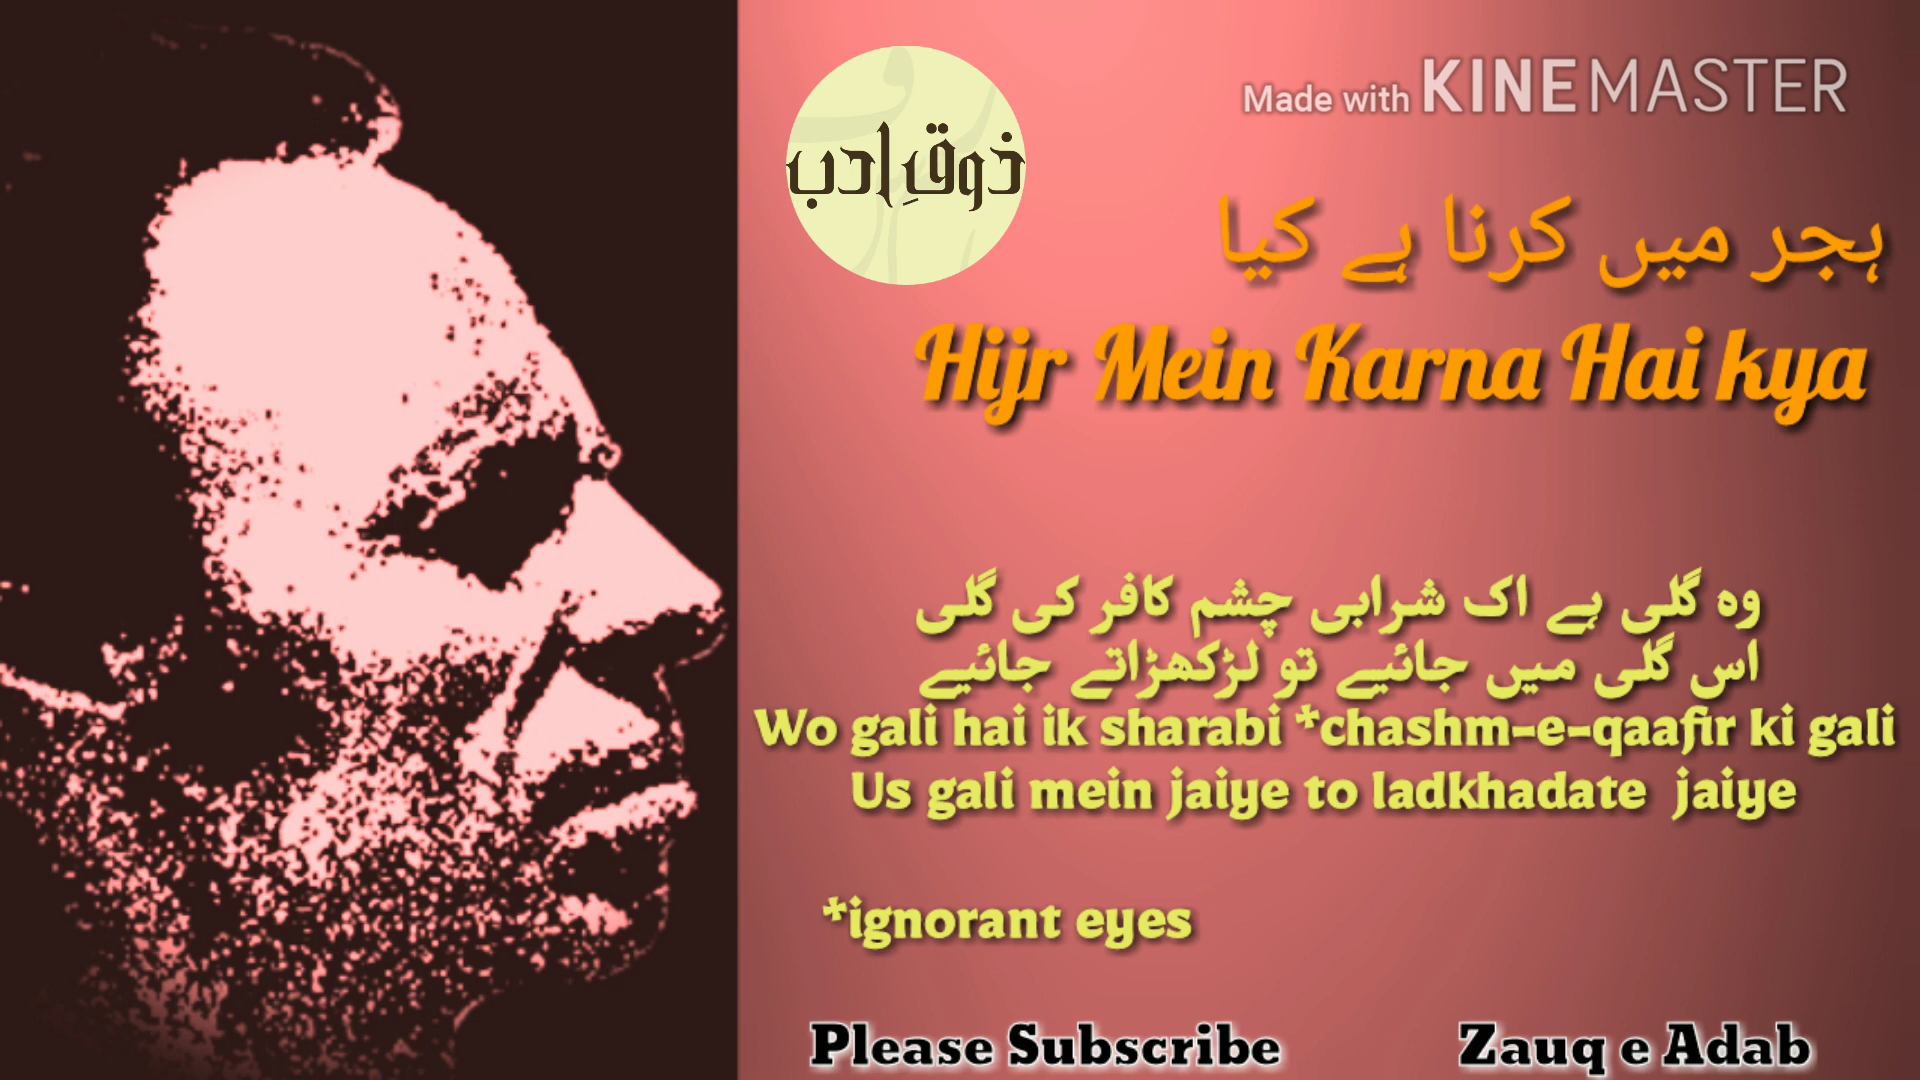 Made with KINEMASTER
ذوقِ ادب
ہجر میں کرنا ہے کیا
Hijr Mein Karna Hai kya
وہ گلی ہے اک شرابی چشم کافر کی گلی
اس گلی میں جائیے تو لڑکھڑاتے جائیے
Wo gali hai ik sharabi *chashm-e-qaafir ki gali
Us gali mein jaiye to ladkhadate jaiye
*ignorant eyes
Please Subscribe
Zauq e Adab